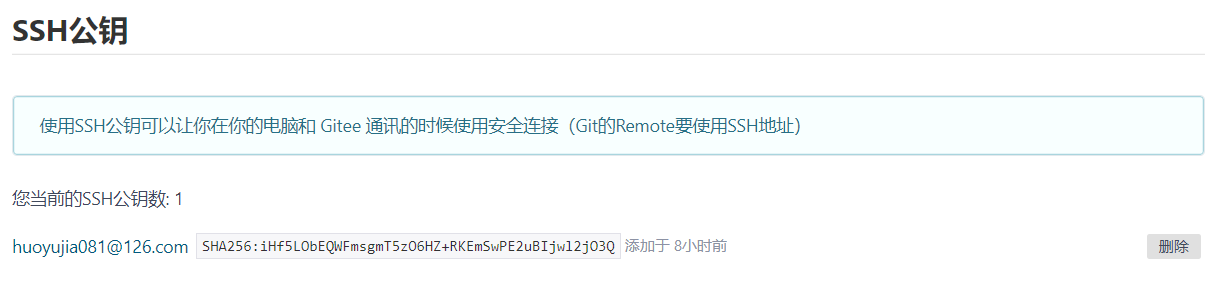 SSH公钥
使用SSH公钥可以让你在你的电脑和 Gitee 通讯的时候使用安全连接（Git的Remote要使用SSH地址）
您当前的SSH公钥数: 1
huoyujia081@126.com SHA256:iHf5LObEQWFmsgmT5zO6HZ+RKEmSwPE2uBIjwl2jO3Q 添加于 8小时前 删除